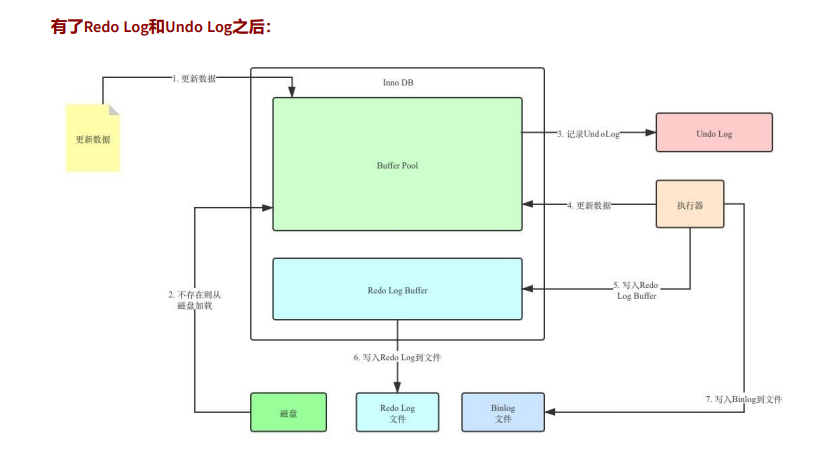 有了Redo Log和Undo Log之后：
1. 更新数据
Inno DB
更新数据
Buffer Pool
3. 记录UndoLog
Undo Log
4. 更新数据
执行器
2. 不存在则从
磁盘加载
Redo Log Buffer
5. 写入Redo
Log Buffer
6. 写入Redo Log到文件
7. 写入Binlog到文件
磁盘
Redo Log
文件
Binlog
文件